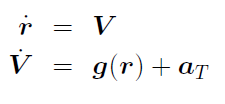 ṙ = V
V̇ = g(r) + a_T